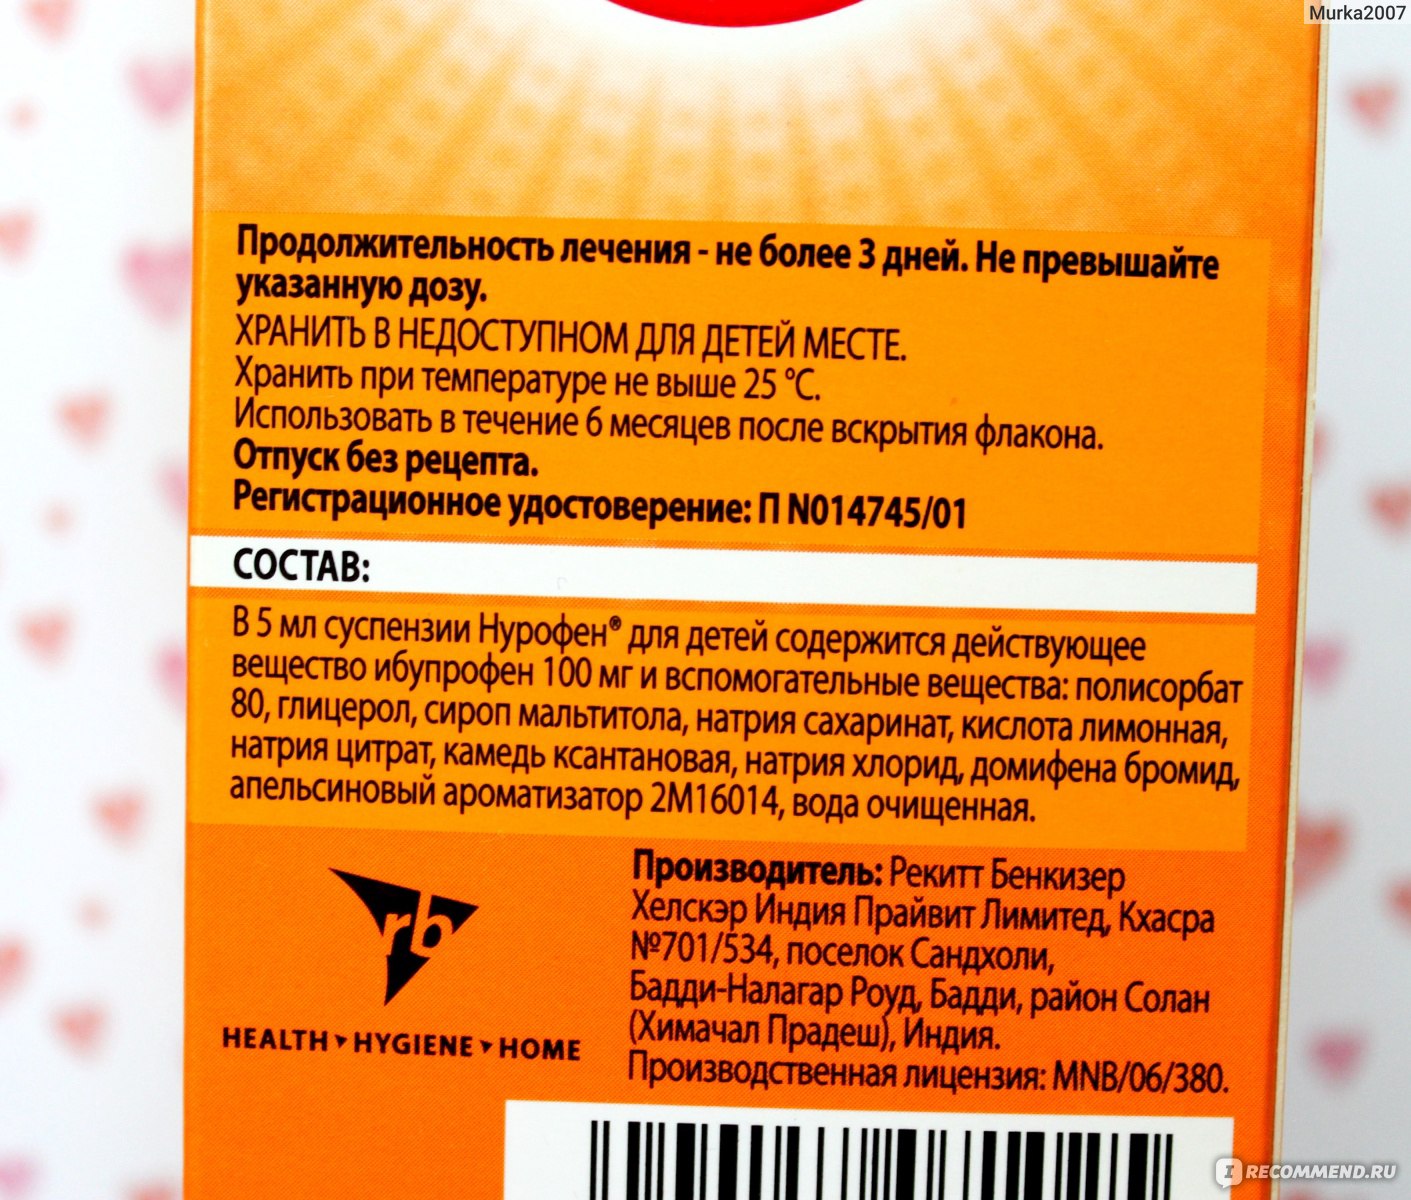 Murka2007
Продолжительность лечения - не более 3 дней. Не превышайте
указанную дозу.
ХРАНИТЬ В НЕДОСТУПНОМ ДЛЯ ДЕТЕЙ МЕСТЕ.
Хранить при температуре не выше 25 °C.
Использовать в течение 6 месяцев после вскрытия флакона.
Отпуск без рецепта.
Регистрационное удостоверение: П N014745/01
СОСТАВ:
В 5 мл суспензии Нурофен® для детей содержится действующее
вещество ибупрофен 100 мг и вспомогательные вещества: полисорбат
80, глицерол, сироп мальтитола, натрия сахаринат, кислота лимонная,
натрия цитрат, камедь ксантановая, натрия хлорид, домифена бромид,
апельсиновый ароматизатор 2М16014, вода очищенная.
rb
HEALTH HYGIENE HOME
Производитель: Рекитт Бенкизер
Хелскэр Индия Прайвит Лимитед, Кхасра
№701/534, поселок Сандхоли,
Бадди-Налагар Роуд, Бадди, район Солан
(Химачал Прадеш), Индия.
Производственная лицензия: MNB/06/380.
IRECOMMEND.RU